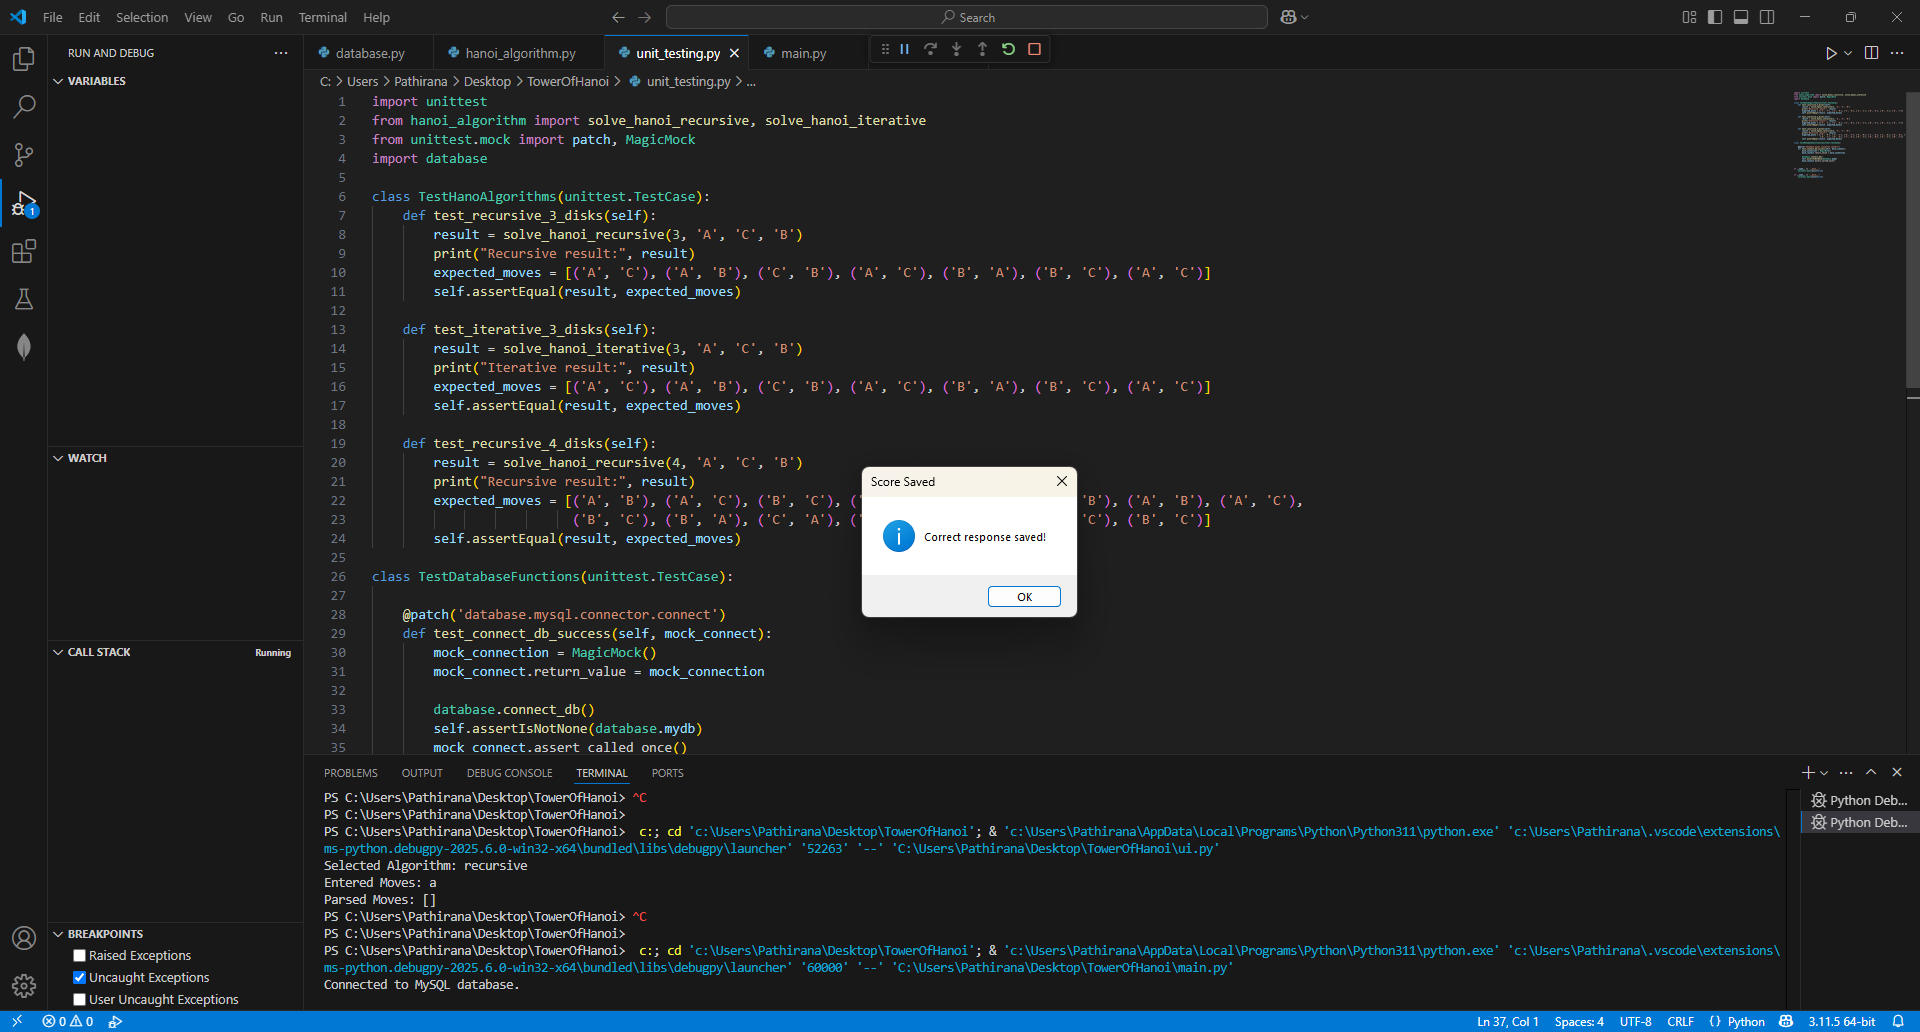 File Edit Selection View Go Run Terminal Help
Search
RUN AND DEBUG
database.py
hanoi_algorithm.py
unit_testing.py
main.py
C: > Users > Pathirana > Desktop > TowerOfHanoi > unit_testing.py > ...
VARIABLES
WATCH
CALL STACK
Running
BREAKPOINTS
Raised Exceptions
Uncaught Exceptions
User Uncaught Exceptions
1
1 import unittest
2 from hanoi_algorithm import solve_hanoi_recursive, solve_hanoi_iterative
3 from unittest.mock import patch, MagicMock
4 import database
5
6 class TestHanoAlgorithms(unittest.TestCase):
7 def test_recursive_3_disks(self):
8 result = solve_hanoi_recursive(3, 'A', 'C', 'B')
9 print("Recursive result:", result)
10 expected_moves = [('A', 'C'), ('A', 'B'), ('C', 'B'), ('A', 'C'), ('B', 'A'), ('B', 'C'), ('A', 'C')]
11 self.assertEqual(result, expected_moves)
12
13 def test_iterative_3_disks(self):
14 result = solve_hanoi_iterative(3, 'A', 'C', 'B')
15 print("Iterative result:", result)
16 expected_moves = [('A', 'C'), ('A', 'B'), ('C', 'B'), ('A', 'C'), ('B', 'A'), ('B', 'C'), ('A', 'C')]
17 self.assertEqual(result, expected_moves)
18
19 def test_recursive_4_disks(self):
20 result = solve_hanoi_recursive(4, 'A', 'C', 'B')
21 print("Recursive result:", result)
22 expected_moves = [('A', 'B'), ('A', 'C'), ('B', 'C'), (' 'B'), ('A', 'B'), ('A', 'C'),
23 ('B', 'C'), ('B', 'A'), ('C', 'A'), (' 'C'), ('B', 'C')]
24 self.assertEqual(result, expected_moves)
25
26 class TestDatabaseFunctions(unittest.TestCase):
27
28 @patch('database.mysql.connector.connect')
29 def test_connect_db_success(self, mock_connect):
30 mock_connection = MagicMock()
31 mock_connect.return_value = mock_connection
32
33 database.connect_db()
34 self.assertIsNotNone(database.mydb)
35 mock_connect.assert_called_once()
Score Saved
Correct response saved!
OK
PROBLEMS OUTPUT DEBUG CONSOLE TERMINAL PORTS
PS C:\Users\Pathirana\Desktop\TowerOfHanoi> ^C
PS C:\Users\Pathirana\Desktop\TowerOfHanoi>
PS C:\Users\Pathirana\Desktop\TowerOfHanoi> c:; cd 'c:\Users\Pathirana\Desktop\TowerOfHanoi'; & 'c:\Users\Pathirana\AppData\Local\Programs\Python\Python311\python.exe' 'c:\Users\Pathirana\.vscode\extensions\
ms-python.debugpy-2025.6.0-win32-x64\bundled\libs\debugpy\launcher' '52263' '--' 'C:\Users\Pathirana\Desktop\TowerOfHanoi\ui.py'
Selected Algorithm: recursive
Entered Moves: a
Parsed Moves: []
PS C:\Users\Pathirana\Desktop\TowerOfHanoi> ^C
PS C:\Users\Pathirana\Desktop\TowerOfHanoi>
PS C:\Users\Pathirana\Desktop\TowerOfHanoi> c:; cd 'c:\Users\Pathirana\Desktop\TowerOfHanoi'; & 'c:\Users\Pathirana\AppData\Local\Programs\Python\Python311\python.exe' 'c:\Users\Pathirana\.vscode\extensions\
ms-python.debugpy-2025.6.0-win32-x64\bundled\libs\debugpy\launcher' '60000' '--' 'C:\Users\Pathirana\Desktop\TowerOfHanoi\main.py'
Connected to MySQL database.
Python Deb...
Python Deb...
0 0
Ln 37, Col 1 Spaces: 4 UTF-8 CRLF {} Python 3.11.5 64-bit